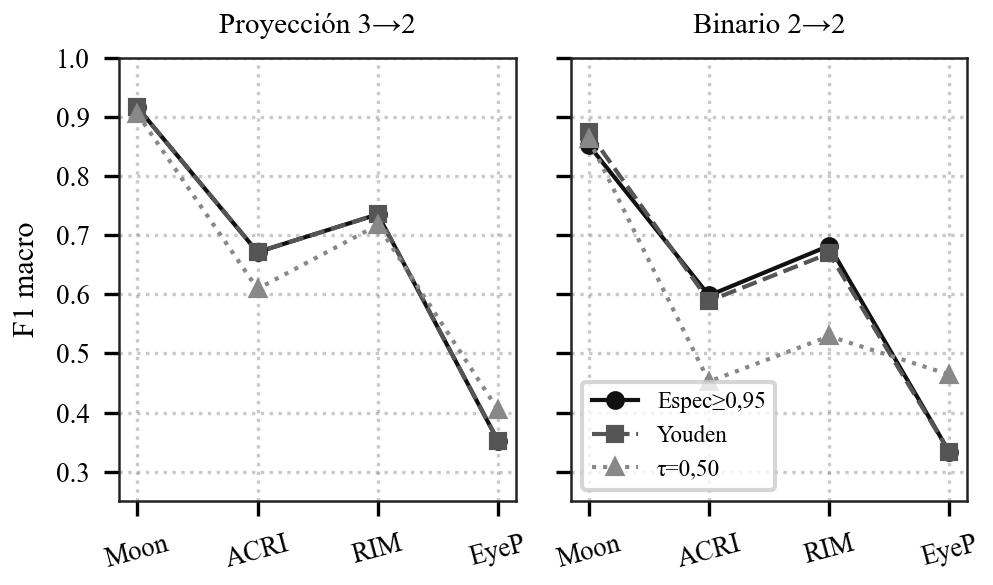 Proyección 3→2
Binario 2→2
F1 macro
1.0
0.9
0.8
0.7
0.6
0.5
0.4
0.3
Moon
ACRI
RIM
EyeP
Moon
ACRI
RIM
EyeP
Espec≥0,95
Youden
τ=0,50